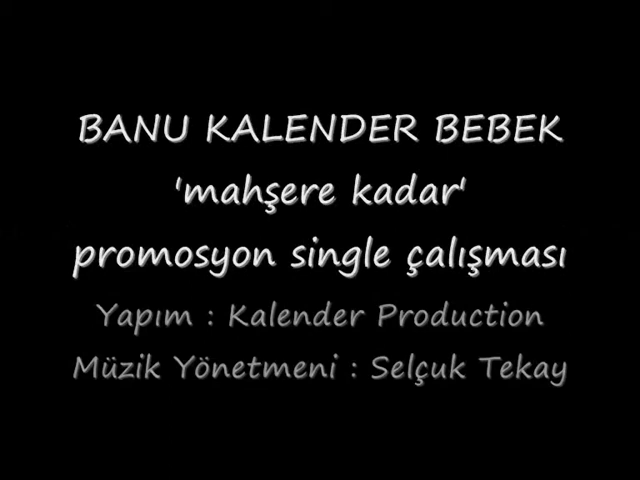 BANU KALENDER BEBEK
'mahşere kadar'
promosyon single çalışması
Yapım : Kalender Production
Müzik Yönetmeni : Selçuk Tekay